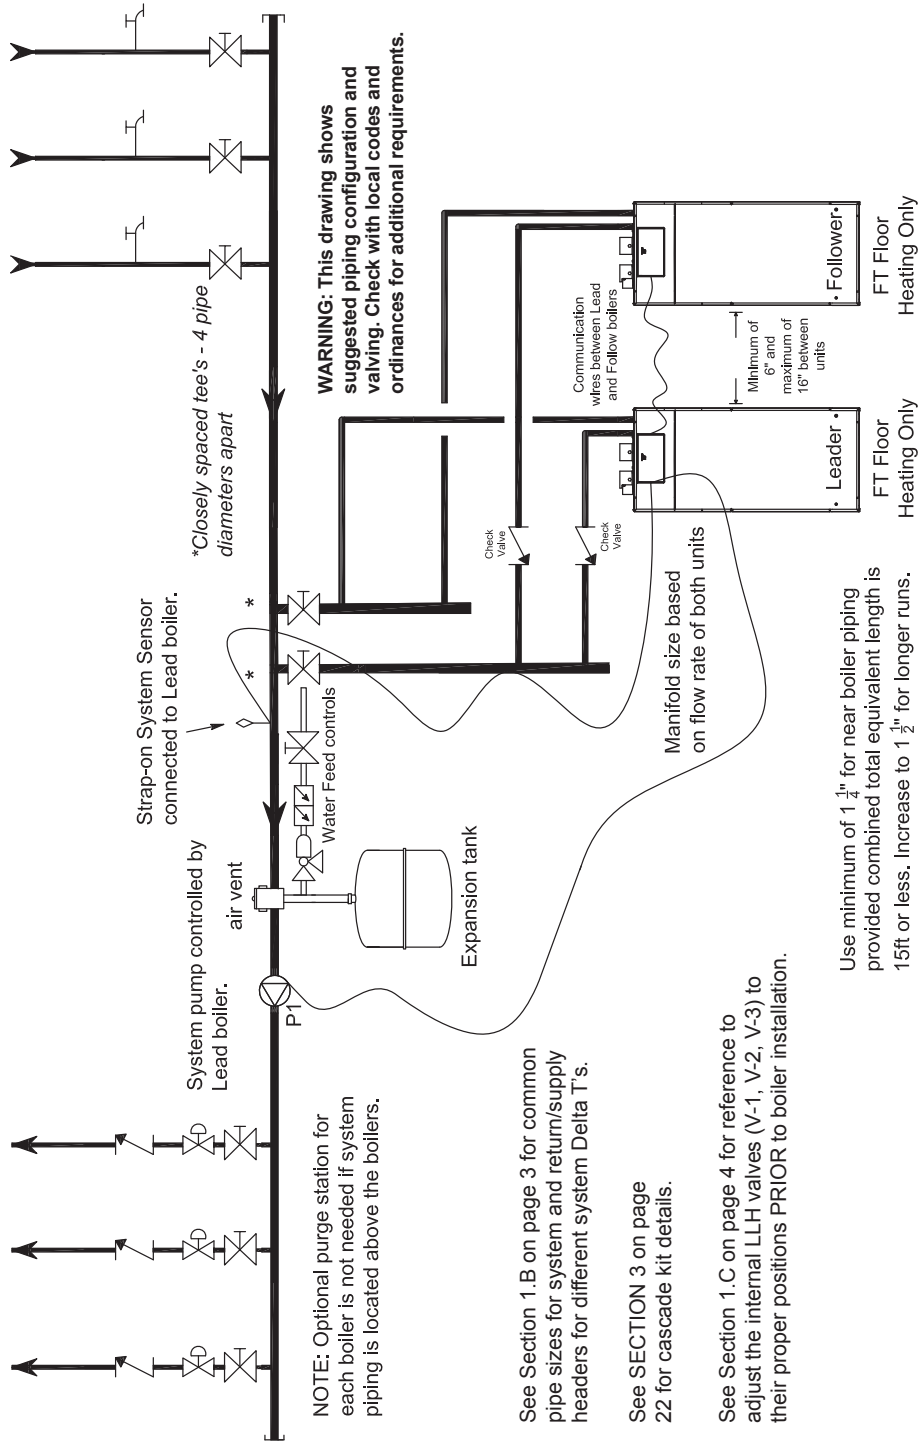 System pump controlled by
Lead boiler.
air vent
Strap-on System Sensor
connected to Lead boiler.
*Closely spaced tee's - 4 pipe
diameters apart
*
*
P1
Water Feed controls
Expansion tank
NOTE: Optional purge station for
each boiler is not needed if system
piping is located above the boilers.
WARNING: This drawing shows
suggested piping configuration and
valving. Check with local codes and
ordinances for additional requirements.
Check
Valve
Check
Valve
Communication
wires between Lead
and Follow boilers
Manifold size based
on flow rate of both units
Minimum of
6" and
maximum of
16" between
units
Leader
Follower
FT Floor
Heating Only
FT Floor
Heating Only
See Section 1.B on page 3 for common
pipe sizes for system and return/supply
headers for different system Delta T's.
See SECTION 3 on page
22 for cascade kit details.
See Section 1.C on page 4 for reference to
adjust the internal LLH valves (V-1, V-2, V-3) to
their proper positions PRIOR to boiler installation.
Use minimum of 1 1/4" for near boiler piping
provided combined total equivalent length is
15ft or less. Increase to 1 1/2" for longer runs.